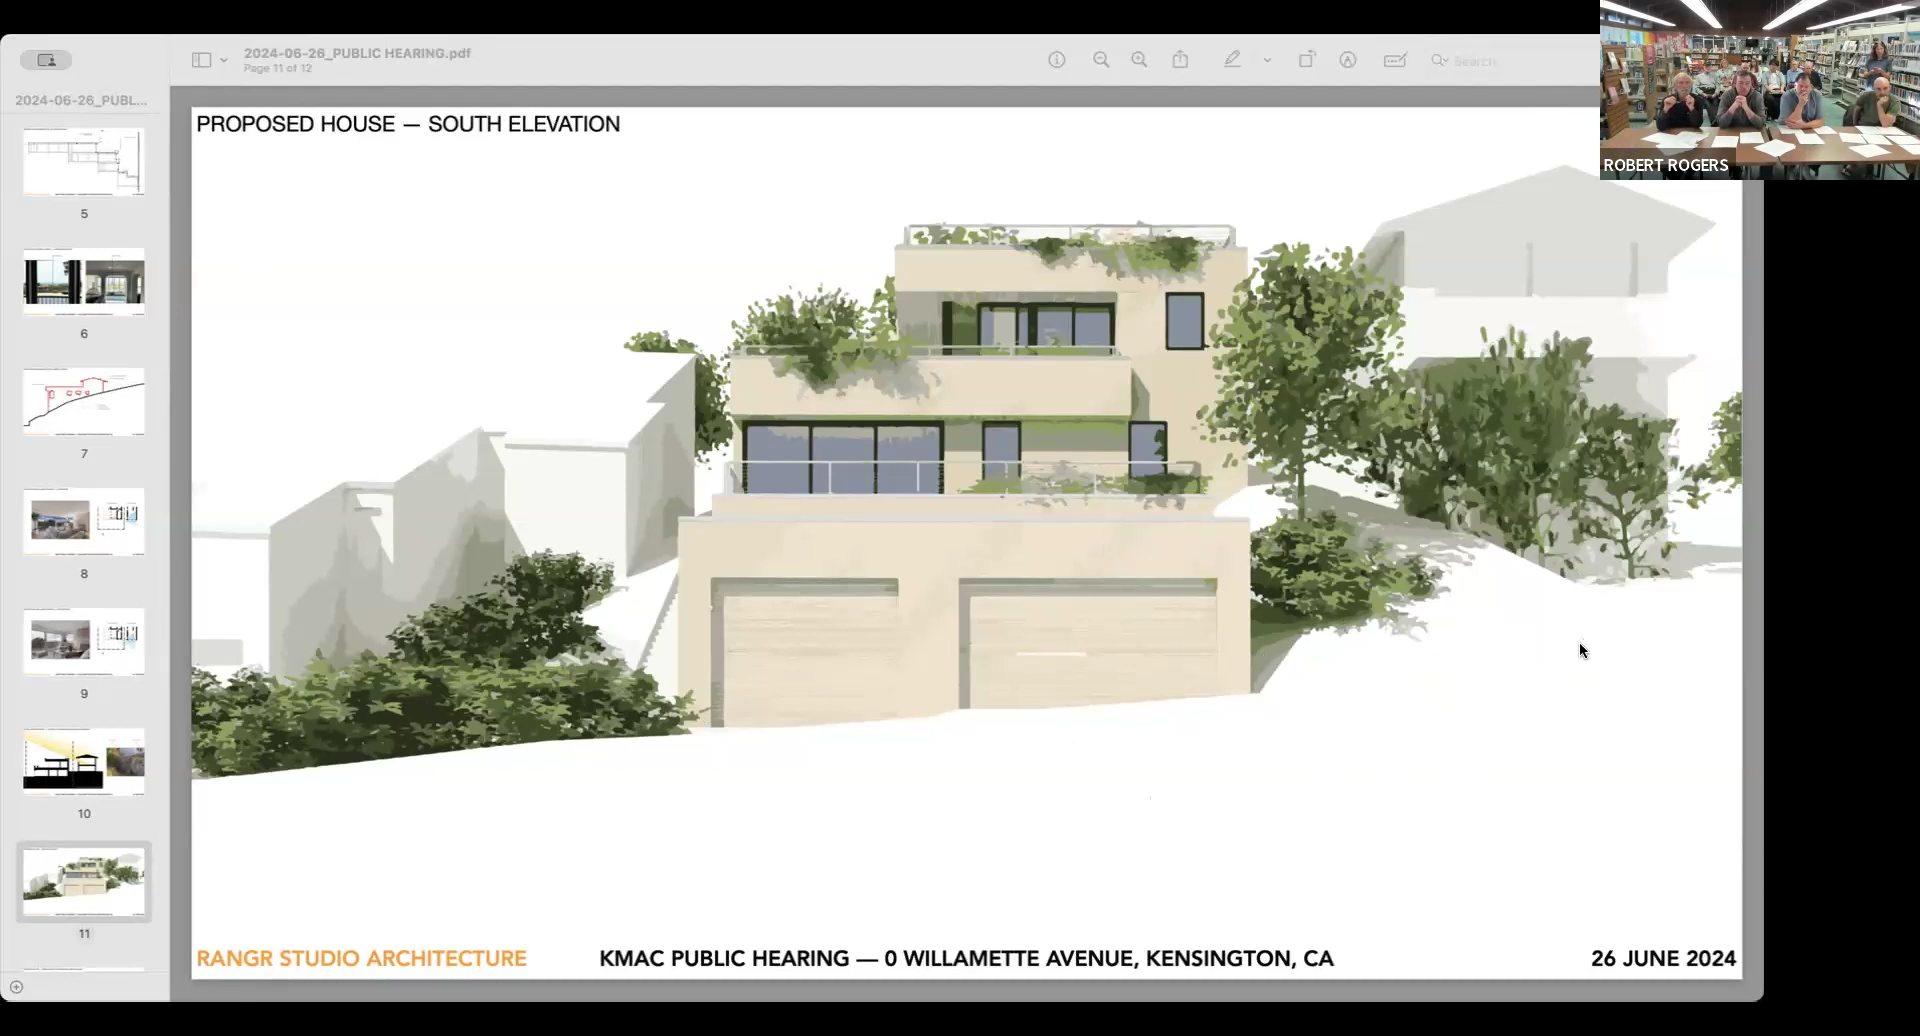 2024-06-26_PUBLIC HEARING.pdf
Page 11 of 12
Search
2024-06-26_PUBL...
5
6
7
8
9
10
11
ROBERT ROGERS
PROPOSED HOUSE — SOUTH ELEVATION
RANGR STUDIO ARCHITECTURE
KMAC PUBLIC HEARING — 0 WILLAMETTE AVENUE, KENSINGTON, CA
26 JUNE 2024